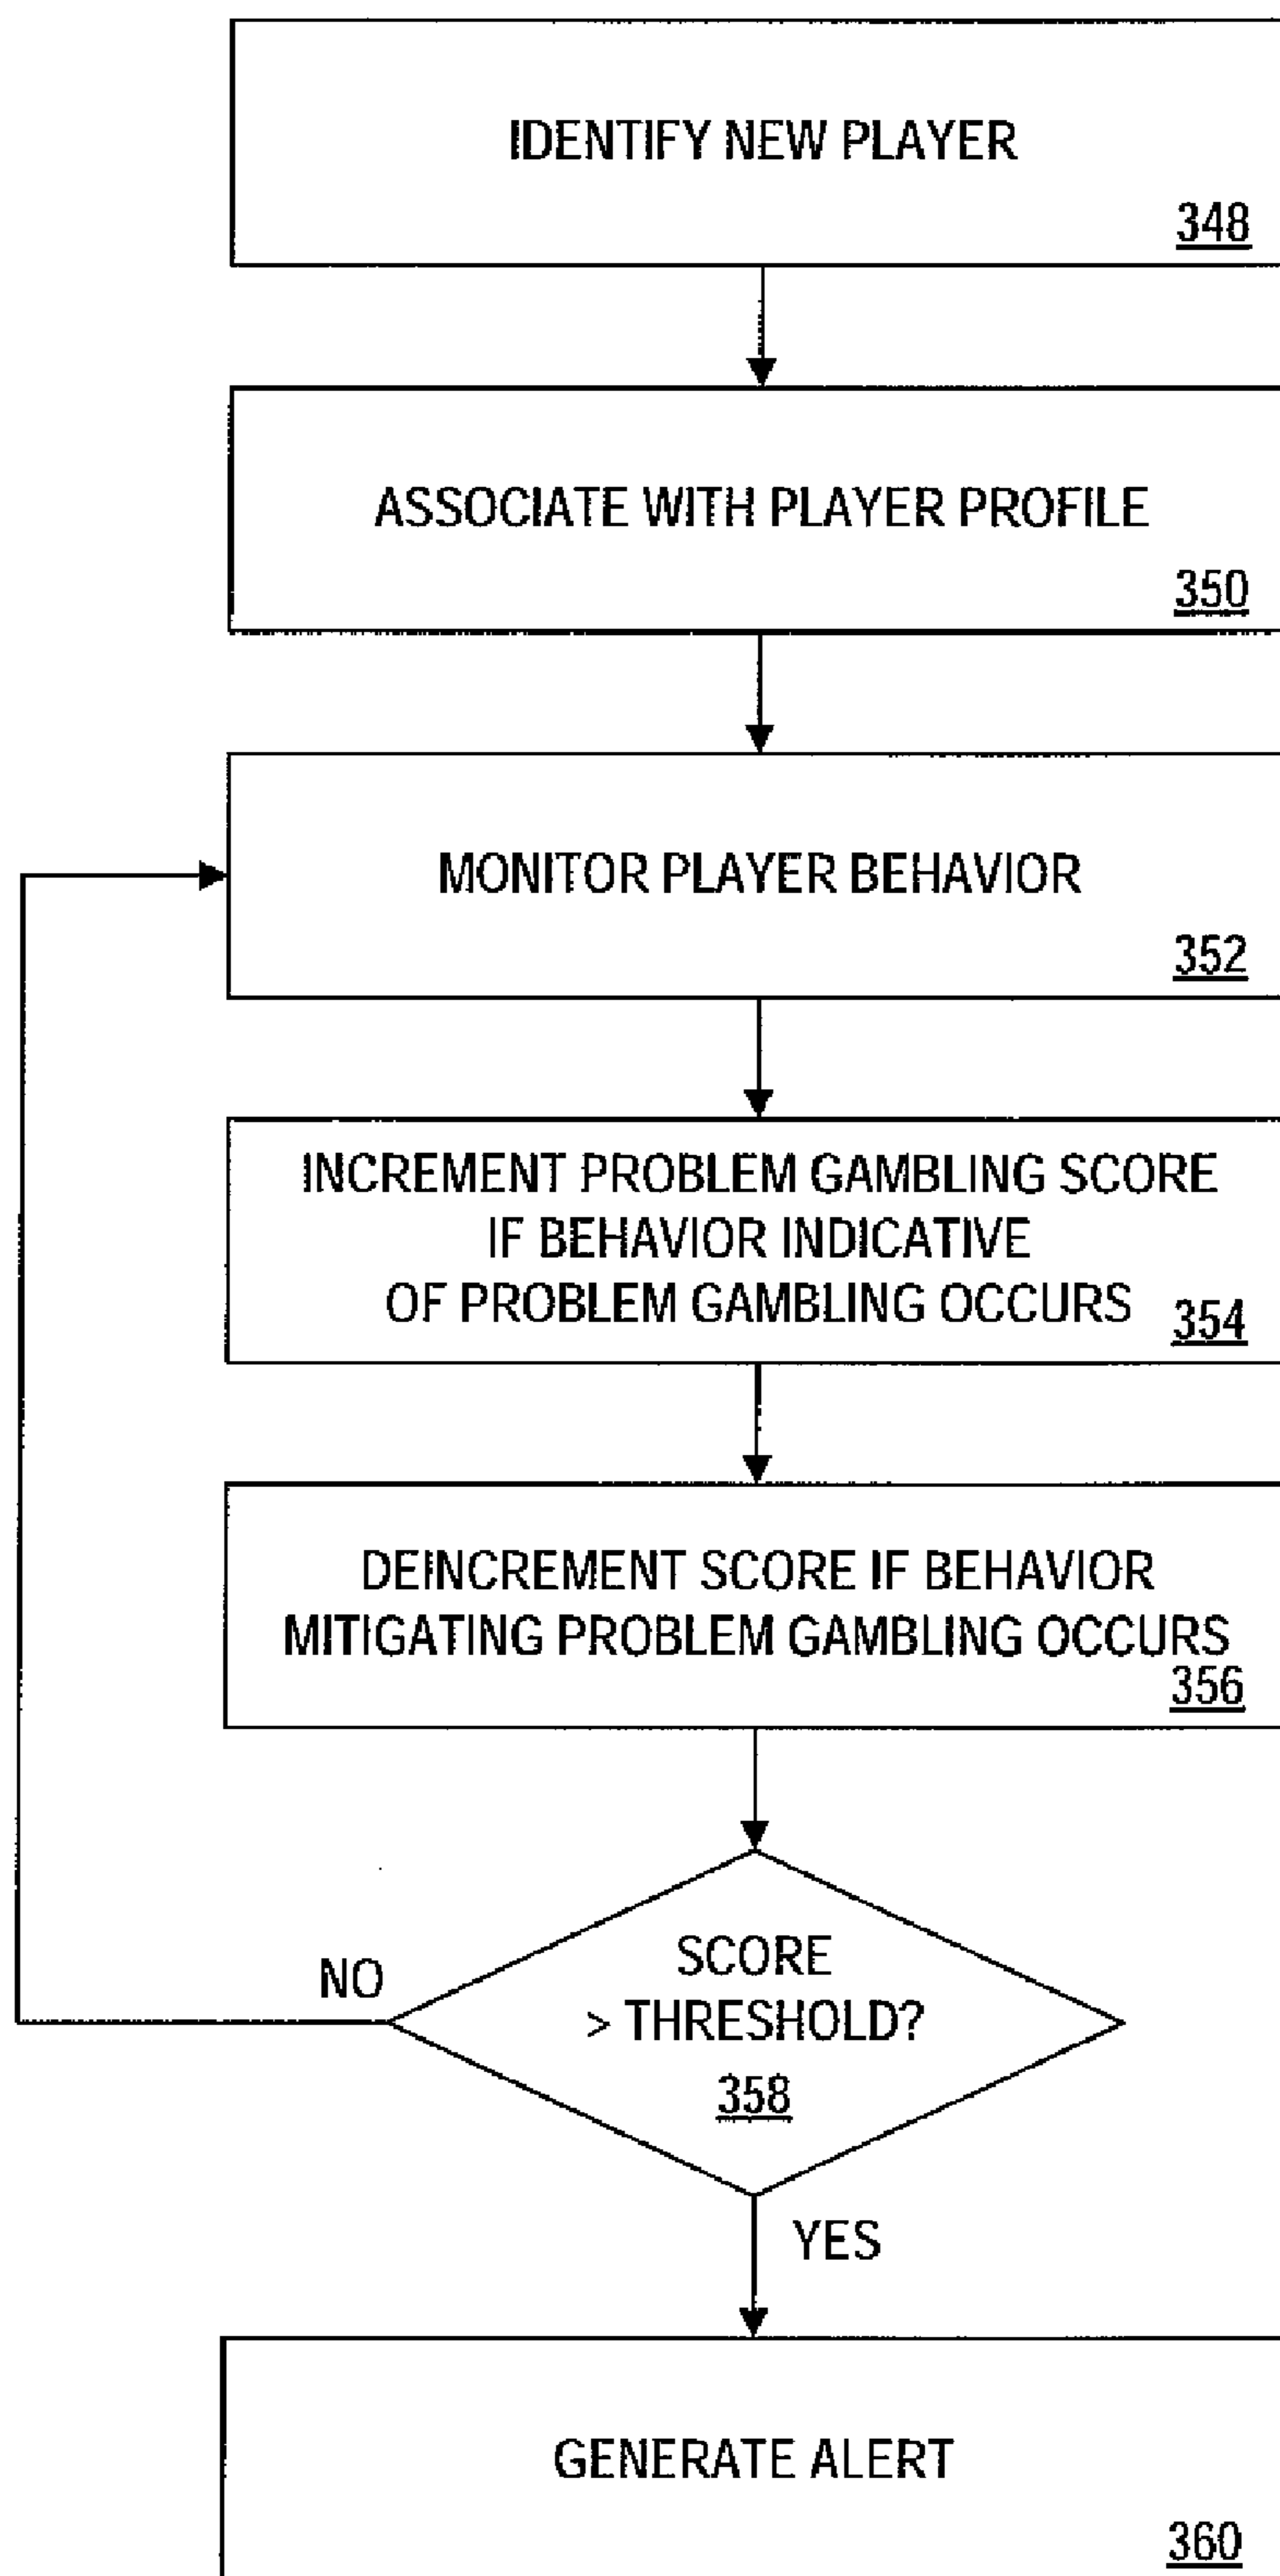 IDENTIFY NEW PLAYER
348
ASSOCIATE WITH PLAYER PROFILE
350
MONITOR PLAYER BEHAVIOR
352
INCREMENT PROBLEM GAMBLING SCORE
IF BEHAVIOR INDICATIVE
OF PROBLEM GAMBLING OCCURS
354
DEINCREMENT SCORE IF BEHAVIOR
MITIGATING PROBLEM GAMBLING OCCURS
356
NO
SCORE
> THRESHOLD?
358
YES
GENERATE ALERT
360